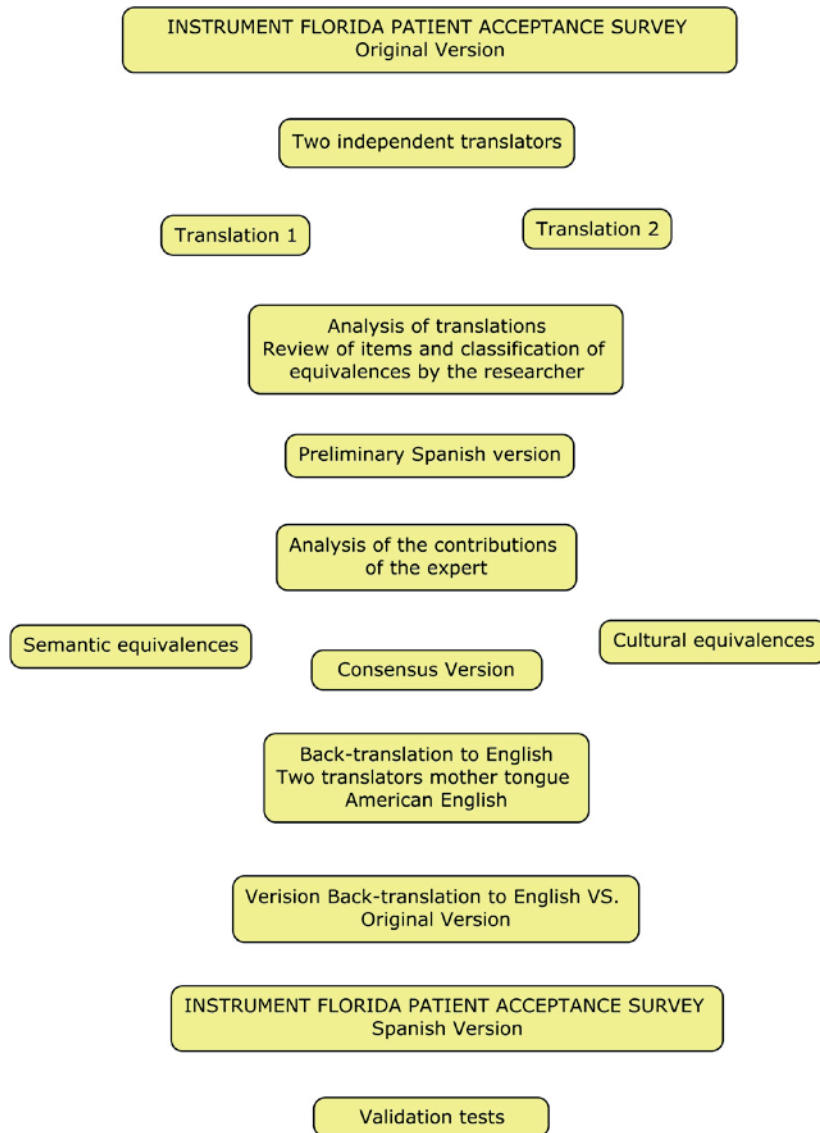 INSTRUMENT FLORIDA PATIENT ACCEPTANCE SURVEY
Original Version
Two independent translators
Translation 1
Translation 2
Analysis of translations
Review of items and classification of
equivalences by the researcher
Preliminary Spanish version
Analysis of the contributions
of the expert
Semantic equivalences
Cultural equivalences
Consensus Version
Back-translation to English
Two translators mother tongue
American English
Verision Back-translation to English VS.
Original Version
INSTRUMENT FLORIDA PATIENT ACCEPTANCE SURVEY
Spanish Version
Validation tests